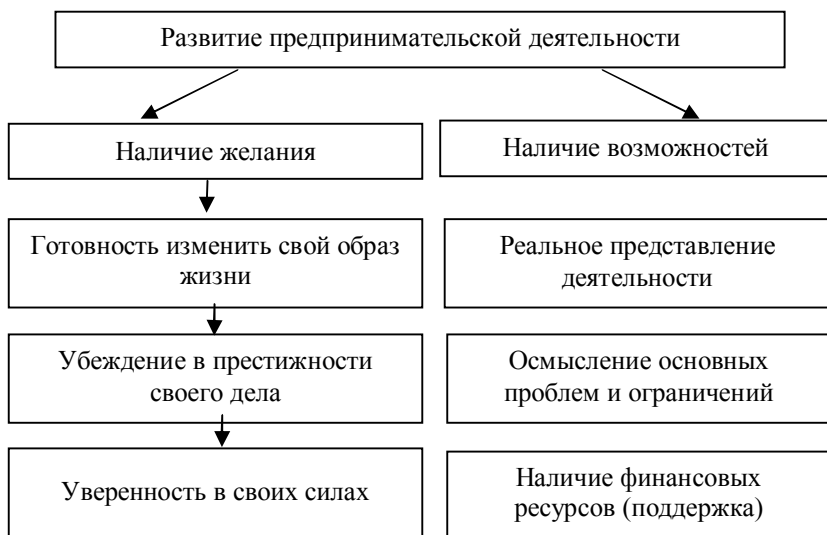 Развитие предпринимательской деятельности
Наличие желания
Наличие возможностей
Готовность изменить свой образ
жизни
Реальное представление
деятельности
Убеждение в престижности
своего дела
Осмысление основных
проблем и ограничений
Уверенность в своих силах
Наличие финансовых
ресурсов (поддержка)